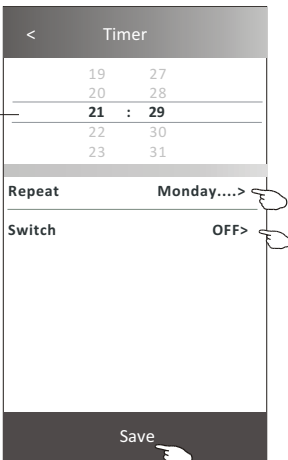 < Timer
19 27
20 28
21 : 29
22 30
23 31
Repeat Monday....>
Switch OFF>
Save